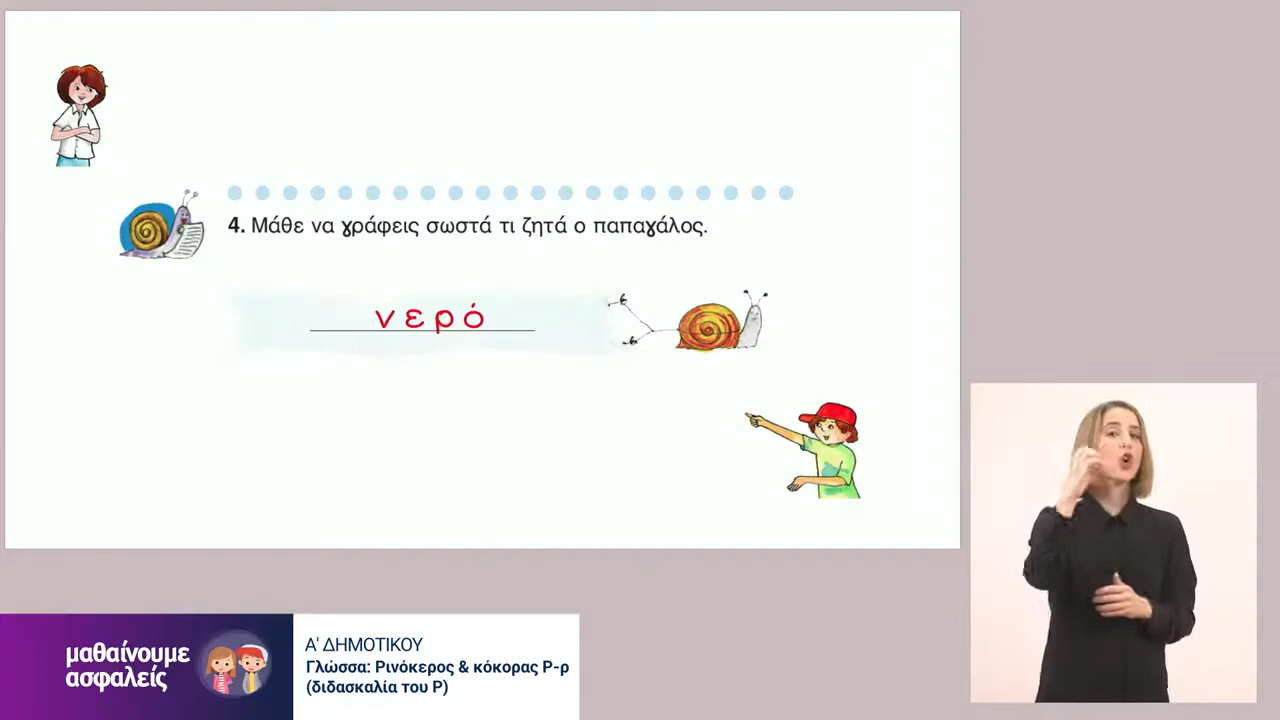 4. Μάθε να γράφεις σωστά τι ζητά ο παπαγάλος.
νερό
μαθαίνουμε
ασφαλείς
Α' ΔΗΜΟΤΙΚΟΥ
Γλώσσα: Ρινόκερος & κόκορας Ρ-ρ
(διδασκαλία του Ρ)